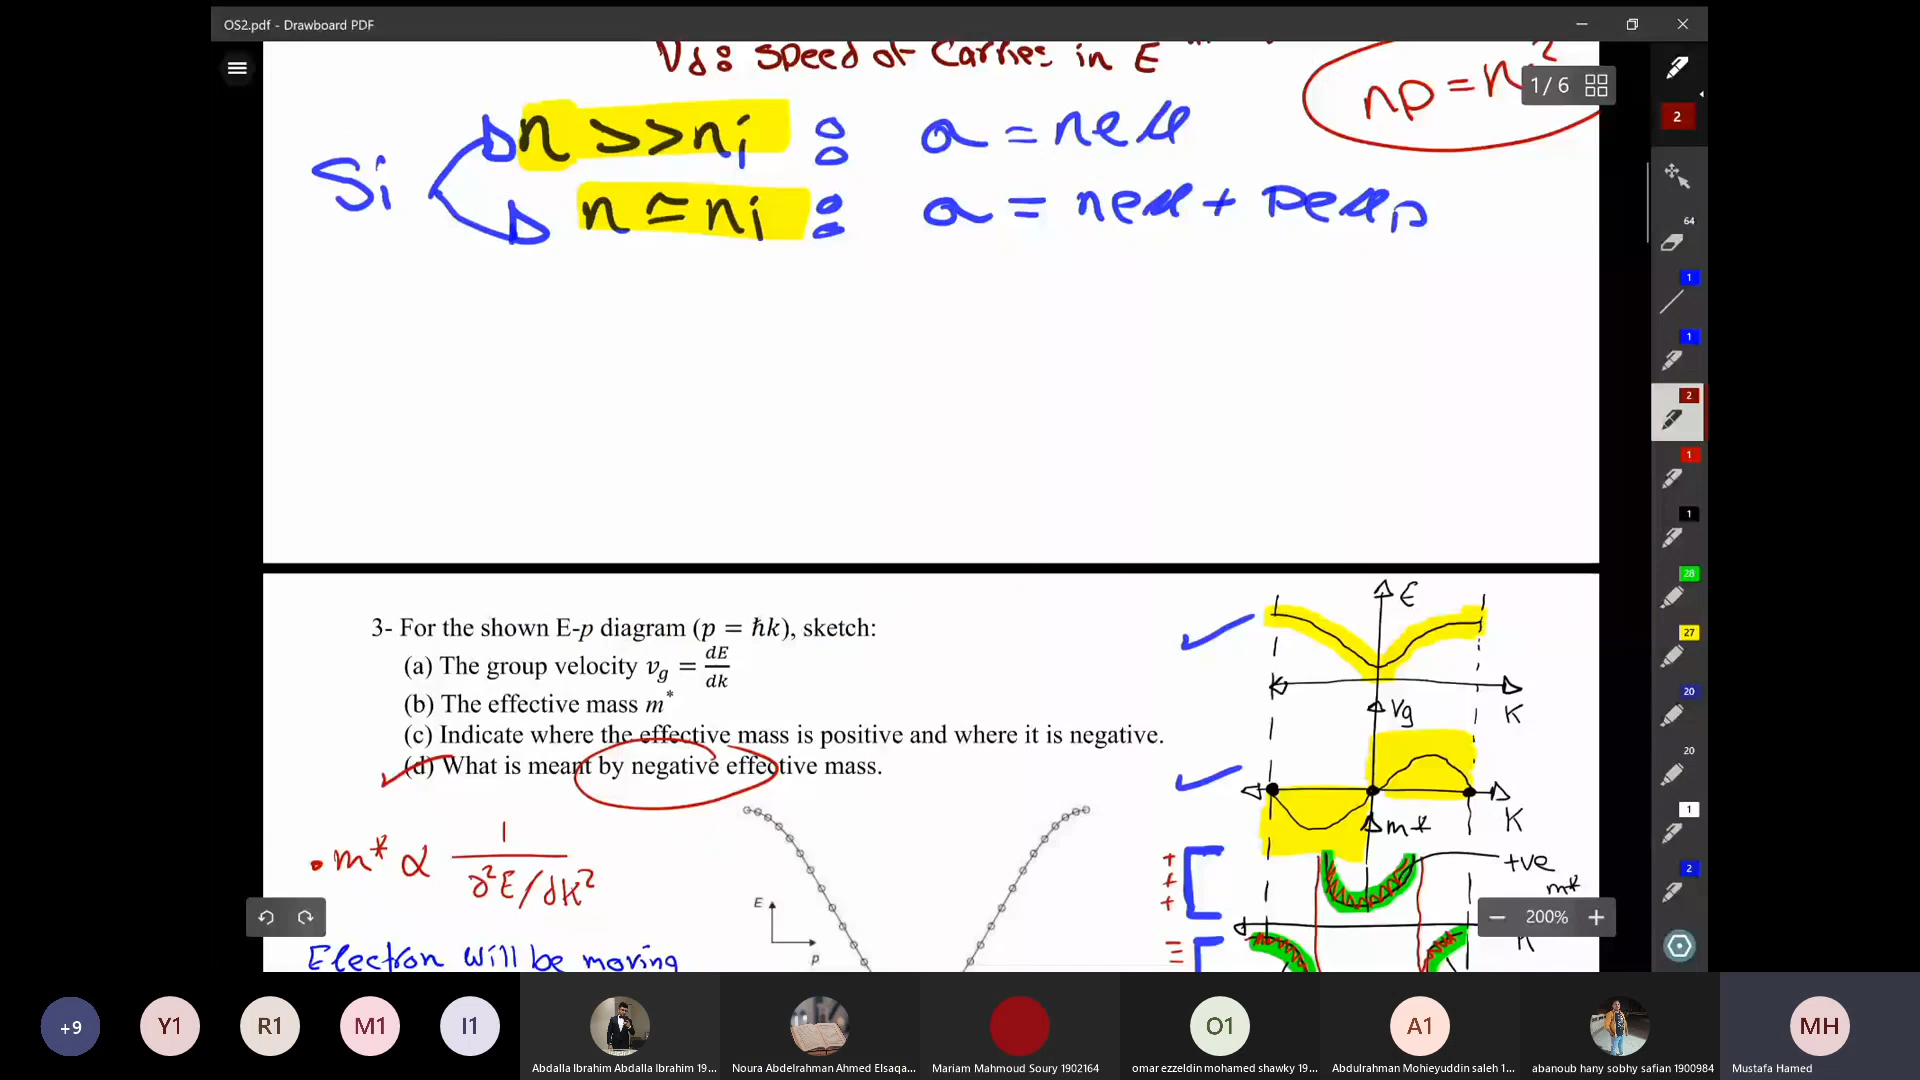 OS2.pdf - Drawboard PDF
Vd: Speed of Carries in E
np = ni²
1 / 6
Si
n >> ni : σ = neμ
n ≃ ni : σ = neμ + Peμp
3- For the shown E-p diagram (p = ℏk), sketch:
(a) The group velocity vg = dE/dk
(b) The effective mass m*
(c) Indicate where the effective mass is positive and where it is negative.
(d) What is meant by negative effective mass.
• m* ∝ 1 / ∂²E/∂k²
Electron will be moving
E
p
E
K
Vg
K
m*
+ve
m*
K
+
+
+
2
64
1
1
2
1
1
28
27
20
20
1
2
200%
+9
Y1
R1
M1
I1
O1
A1
MH
Abdalla Ibrahim Abdalla Ibrahim 19...
Noura Abdelrahman Ahmed Elsaqa...
Mariam Mahmoud Soury 1902164
omar ezzeldin mohamed shawky 19...
Abdulrahman Mohieyuddin saleh 1...
abanoub hany sobhy safian 1900984
Mustafa Hamed